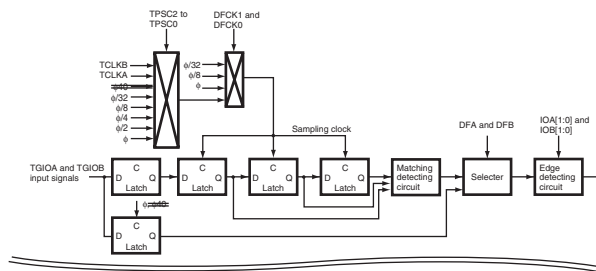 TPSC2 to
TPSC0
DFCK1 and
DFCK0
TCLKB
TCLKA
ϕ40
ϕ/32
ϕ/8
ϕ/4
ϕ/2
ϕ
ϕ/32
ϕ/8
ϕ
Sampling clock
DFA and DFB
IOA[1:0] and
IOB[1:0]
TGIOA and TGIOB
input signals
C
D Q
Latch
C
D Q
Latch
C
D Q
Latch
C
D Q
Latch
Matching
detecting
circuit
Selecter
Edge
detecting
circuit
ϕ, ϕ40
C
D Q
Latch